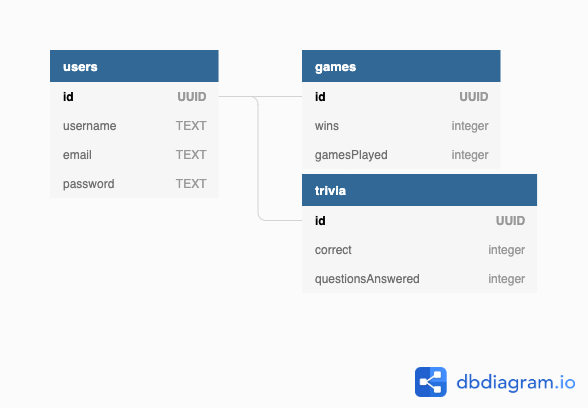 users
id UUID
username TEXT
email TEXT
password TEXT
games
id UUID
wins integer
gamesPlayed integer
trivia
id UUID
correct integer
questionsAnswered integer
dbdiagram.io